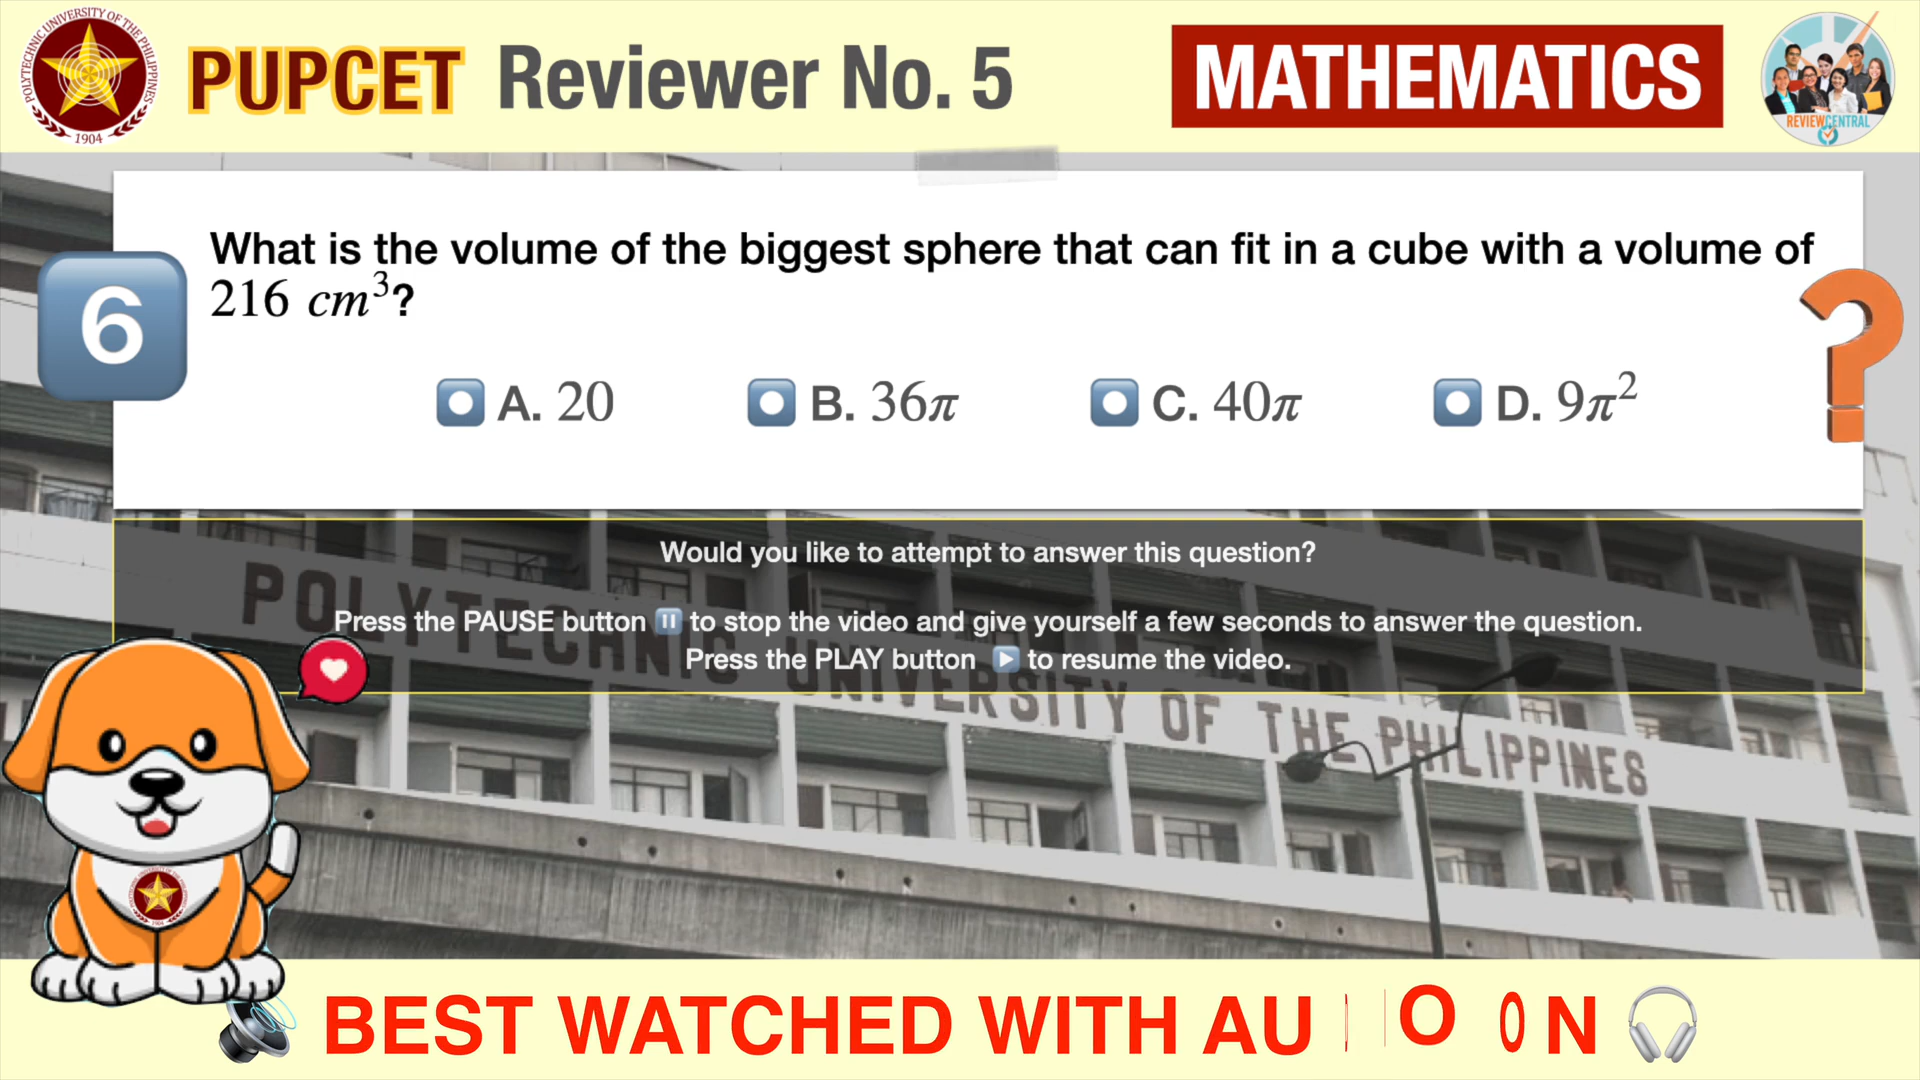 POLYTECHNIC UNIVERSITY OF THE PHILIPPINES
1904
PUPCET Reviewer No. 5
MATHEMATICS
REVIEWCENTRAL
6
What is the volume of the biggest sphere that can fit in a cube with a volume of
216 cm³?
A. 20
B. 36π
C. 40π
D. 9π²
?
Would you like to attempt to answer this question?
Press the PAUSE button to stop the video and give yourself a few seconds to answer the question.
Press the PLAY button to resume the video.
POLYTECHNIC UNIVERSITY OF THE PHILIPPINES
BEST WATCHED WITH AU O O N